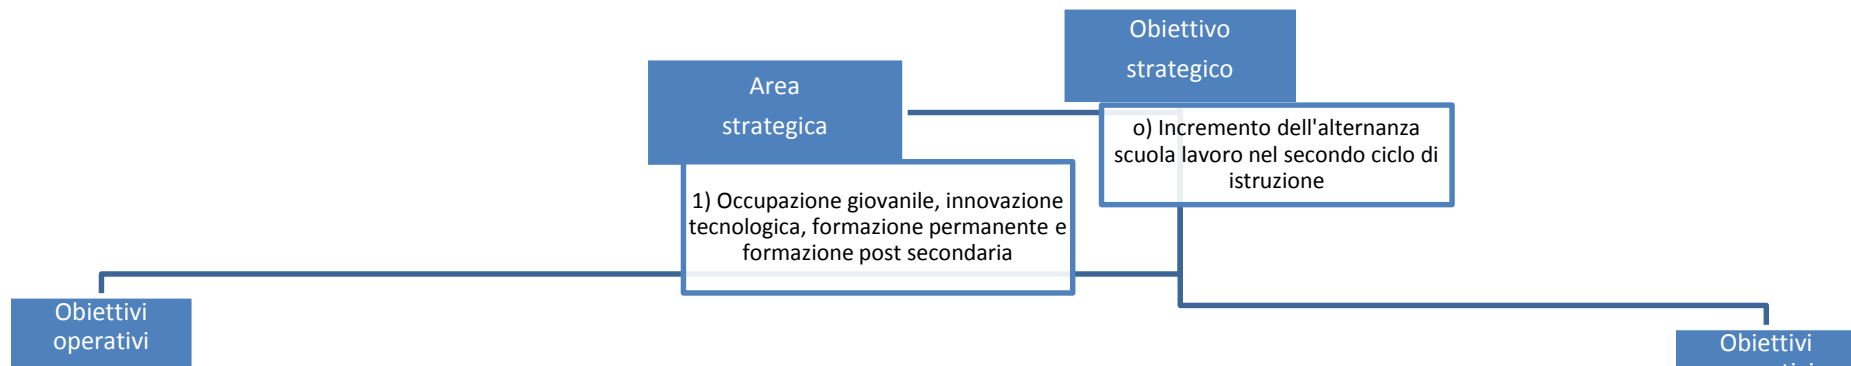 Obiettivo
strategico
Area
strategica
o) Incremento dell'alternanza
scuola lavoro nel secondo ciclo di
istruzione
1) Occupazione giovanile, innovazione
tecnologica, formazione permanente e
formazione post secondaria
Obiettivi
operativi
Obiettivi